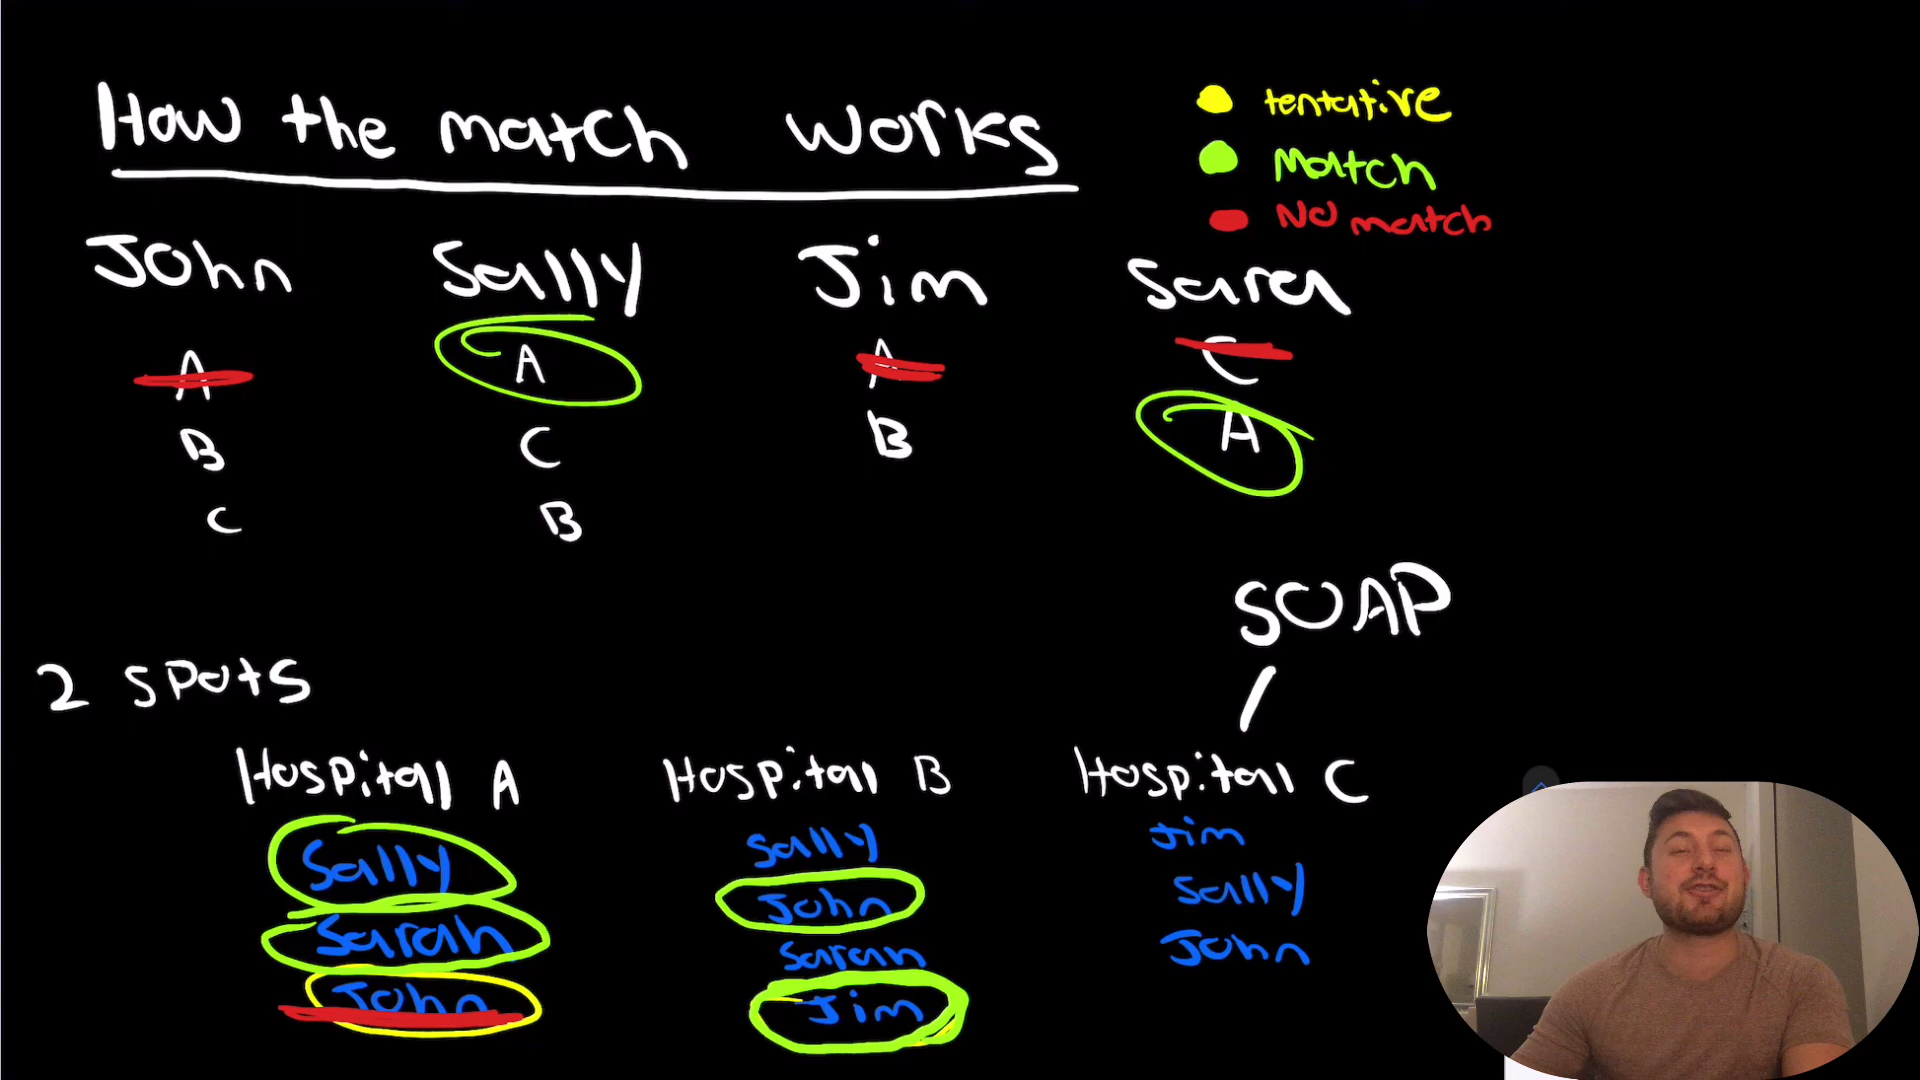 How the match works
tentative
Match
No match
John
Sally
Jim
Sara
A
B
C
A
C
B
A
B
C
A
SOAP
2 spots
Hospital A
Sally
Sarah
John
Hospital B
Sally
John
Sarah
Jim
Hospital C
Jim
Sally
John